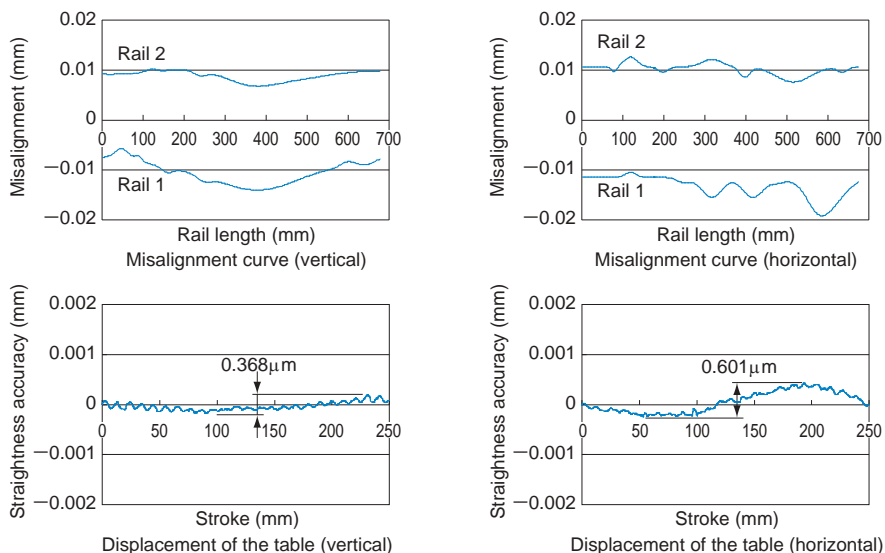 0.02
0.01
0
−0.01
−0.02
Misalignment (mm)
Rail 2
Rail 1
0 100 200 300 400 500 600 700
Rail length (mm)
Misalignment curve (vertical)
0.02
0.01
0
−0.01
−0.02
Misalignment (mm)
Rail 2
Rail 1
0 100 200 300 400 500 600 700
Rail length (mm)
Misalignment curve (horizontal)
0.002
0.001
0
−0.001
−0.002
Straightness accuracy (mm)
0.368μm
0 50 100 150 200 250
Stroke (mm)
Displacement of the table (vertical)
0.002
0.001
0
−0.001
−0.002
Straightness accuracy (mm)
0.601μm
0 50 100 150 200 250
Stroke (mm)
Displacement of the table (horizontal)